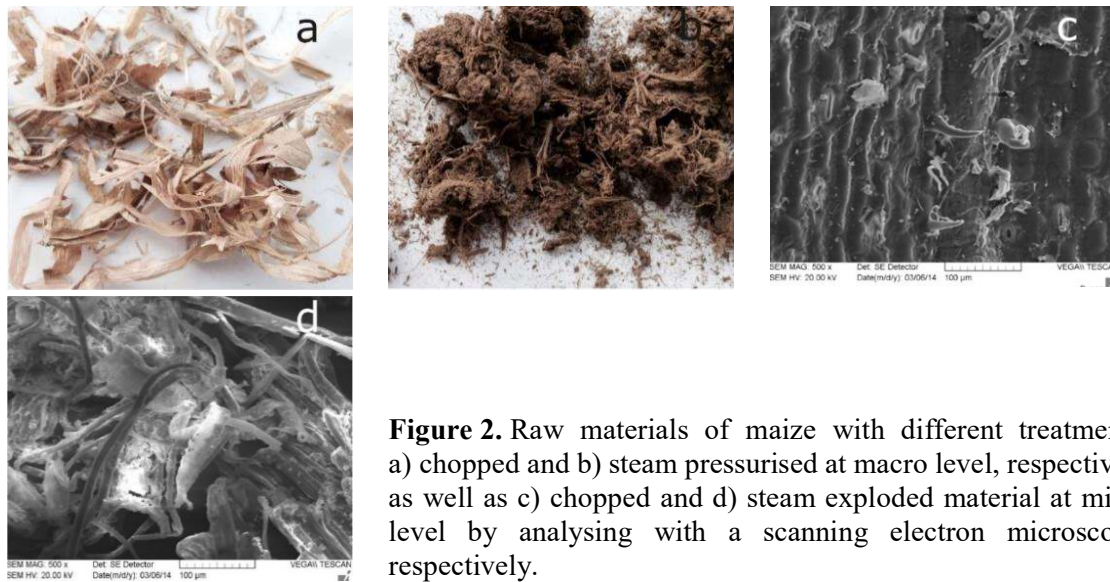 a
b
c
SEM MAG: 500 x Det: SE Detector VEGA\\ TESCA
SEM HV: 20.00 kV Date(m/d/y): 03/06/14 100 µm
d
SEM MAG: 500 x Det: SE Detector VEGA\\ TESCAN
SEM HV: 20.00 kV Date(m/d/y): 03/06/14 100 µm
Figure 2. Raw materials of maize with different treatmen
a) chopped and b) steam pressurised at macro level, respectiv
as well as c) chopped and d) steam exploded material at mi
level by analysing with a scanning electron microsco
respectively.